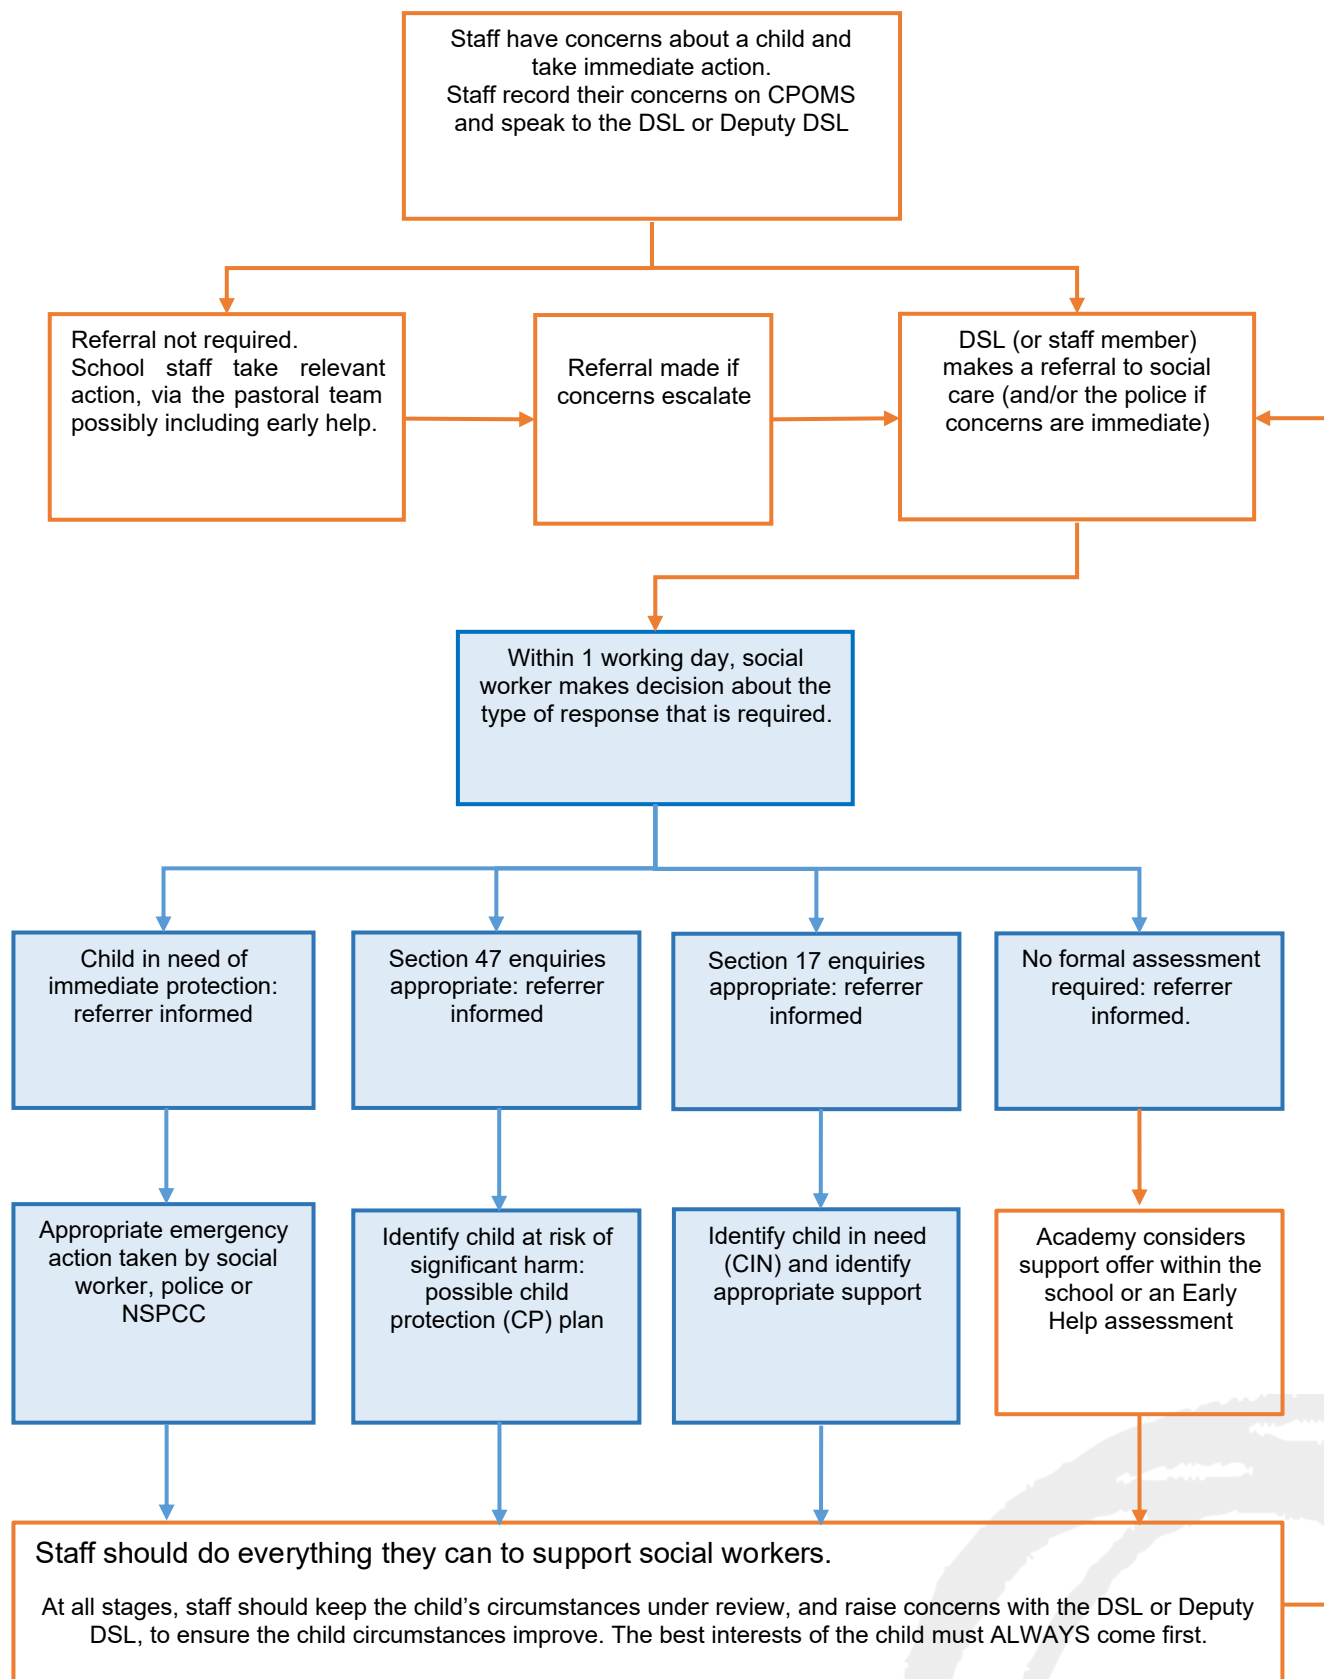 Staff have concerns about a child and
take immediate action.
Staff record their concerns on CPOMS
and speak to the DSL or Deputy DSL
Referral not required.
School staff take relevant
action, via the pastoral team
possibly including early help.
Referral made if
concerns escalate
DSL (or staff member)
makes a referral to social
care (and/or the police if
concerns are immediate)
Within 1 working day, social
worker makes decision about the
type of response that is required.
Child in need of
immediate protection:
referrer informed
Section 47 enquiries
appropriate: referrer
informed
Section 17 enquiries
appropriate: referrer
informed
No formal assessment
required: referrer
informed.
Appropriate emergency
action taken by social
worker, police or
NSPCC
Identify child at risk of
significant harm:
possible child
protection (CP) plan
Identify child in need
(CIN) and identify
appropriate support
Academy considers
support offer within the
school or an Early
Help assessment
Staff should do everything they can to support social workers.
At all stages, staff should keep the child’s circumstances under review, and raise concerns with the DSL or Deputy
DSL, to ensure the child circumstances improve. The best interests of the child must ALWAYS come first.